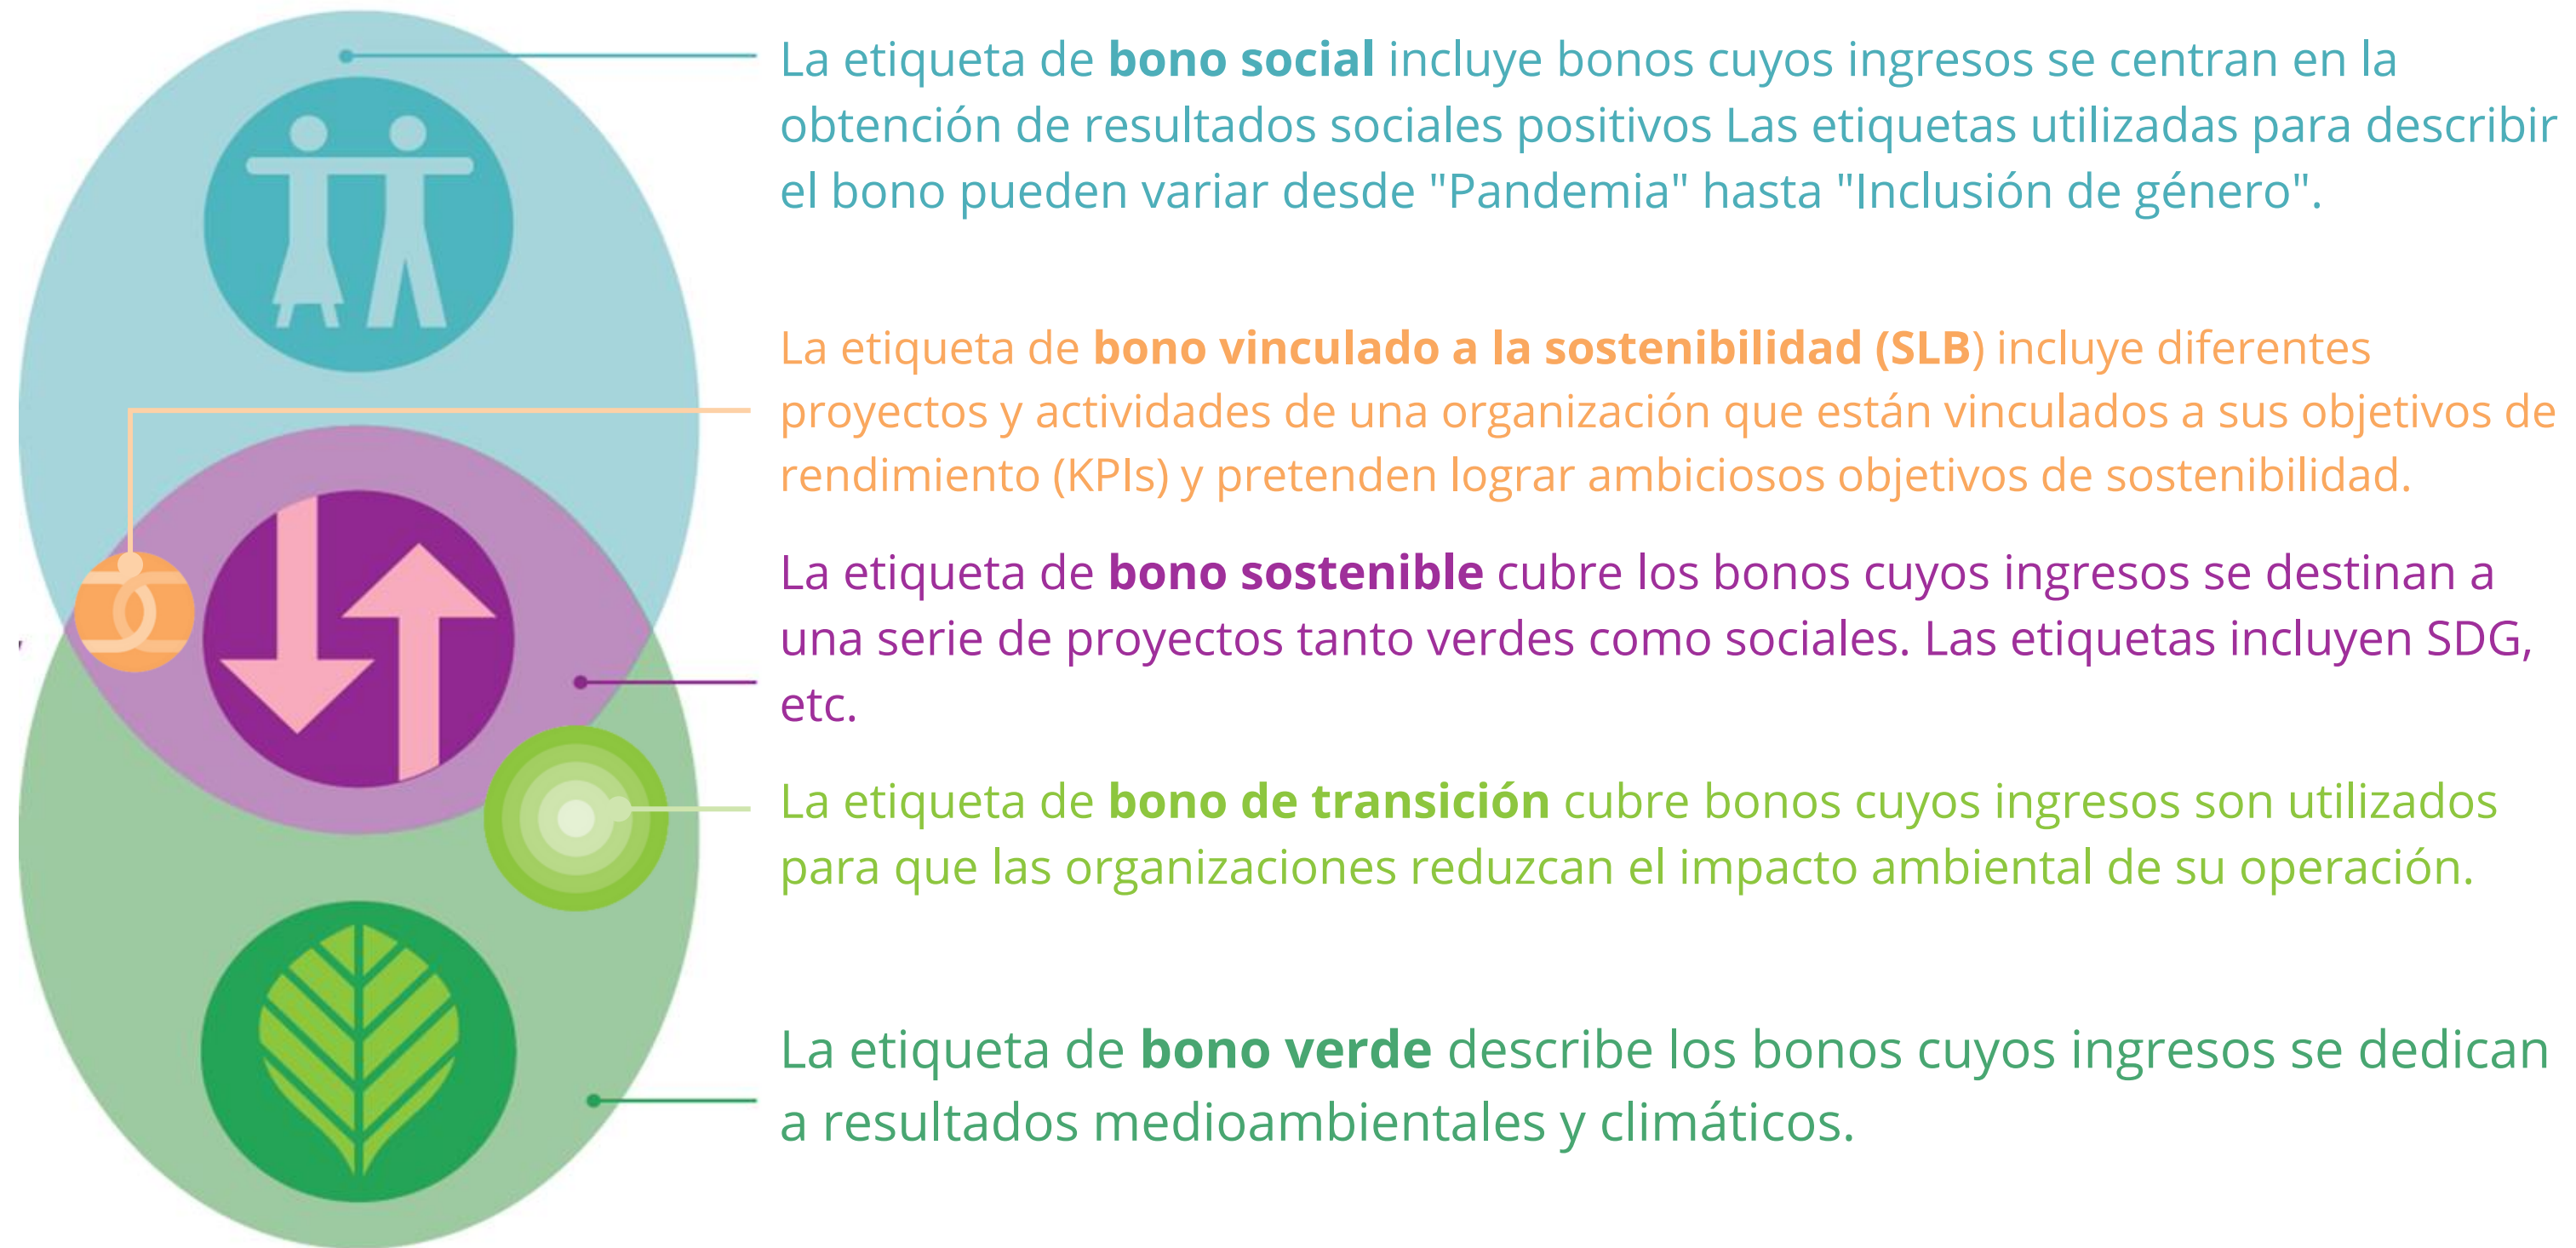 La etiqueta de bono social incluye bonos cuyos ingresos se centran en la
obtención de resultados sociales positivos Las etiquetas utilizadas para describir
el bono pueden variar desde "Pandemia" hasta "Inclusión de género".
La etiqueta de bono vinculado a la sostenibilidad (SLB) incluye diferentes
proyectos y actividades de una organización que están vinculados a sus objetivos de
rendimiento (KPIs) y pretenden lograr ambiciosos objetivos de sostenibilidad.
La etiqueta de bono sostenible cubre los bonos cuyos ingresos se destinan a
una serie de proyectos tanto verdes como sociales. Las etiquetas incluyen SDG,
etc.
La etiqueta de bono de transición cubre bonos cuyos ingresos son utilizados
para que las organizaciones reduzcan el impacto ambiental de su operación.
La etiqueta de bono verde describe los bonos cuyos ingresos se dedican
a resultados medioambientales y climáticos.